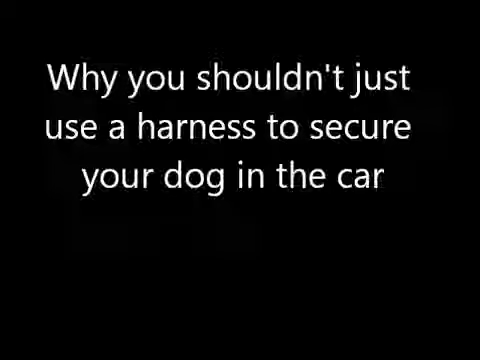 Why you shouldn't just
use a harness to secure
your dog in the car